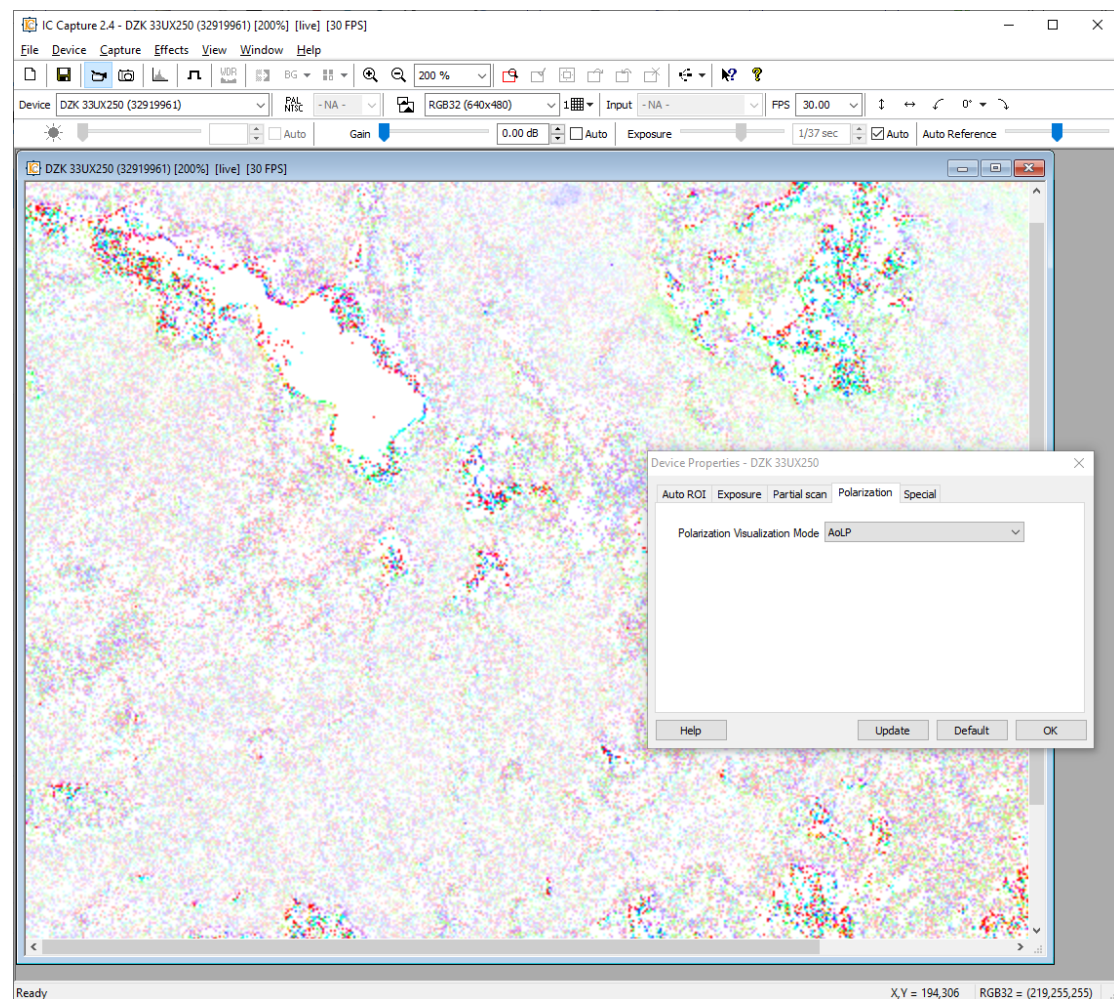 IC Capture 2.4 - DZK 33UX250 (32919961) [200%] [live] [30 FPS]
File Device Capture Effects View Window Help
WDR BG 200 %
Device DZK 33UX250 (32919961) PAL NTSC - NA - RGB32 (640x480) 1 Input - NA - FPS 30.00 0°
Auto Gain 0.00 dB Auto Exposure 1/37 sec Auto Auto Reference
DZK 33UX250 (32919961) [200%] [live] [30 FPS]
Device Properties - DZK 33UX250
Auto ROI Exposure Partial scan Polarization Special
Polarization Visualization Mode AoLP
Help Update Default OK
Ready X,Y = 194,306 RGB32 = (219,255,255)